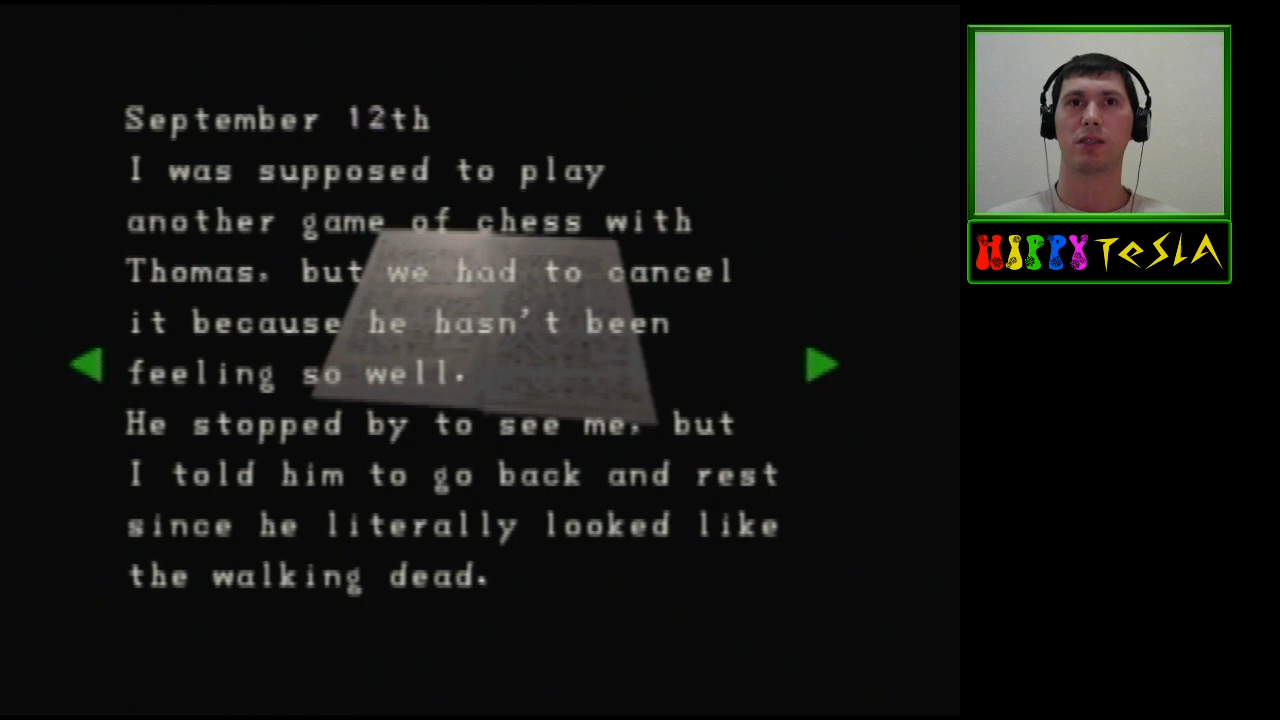 September 12th
I was supposed to play
another game of chess with
Thomas, but we had to cancel
it because he hasn't been
feeling so well.
He stopped by to see me, but
I told him to go back and rest
since he literally looked like
the walking dead.
HIPPY TESLA